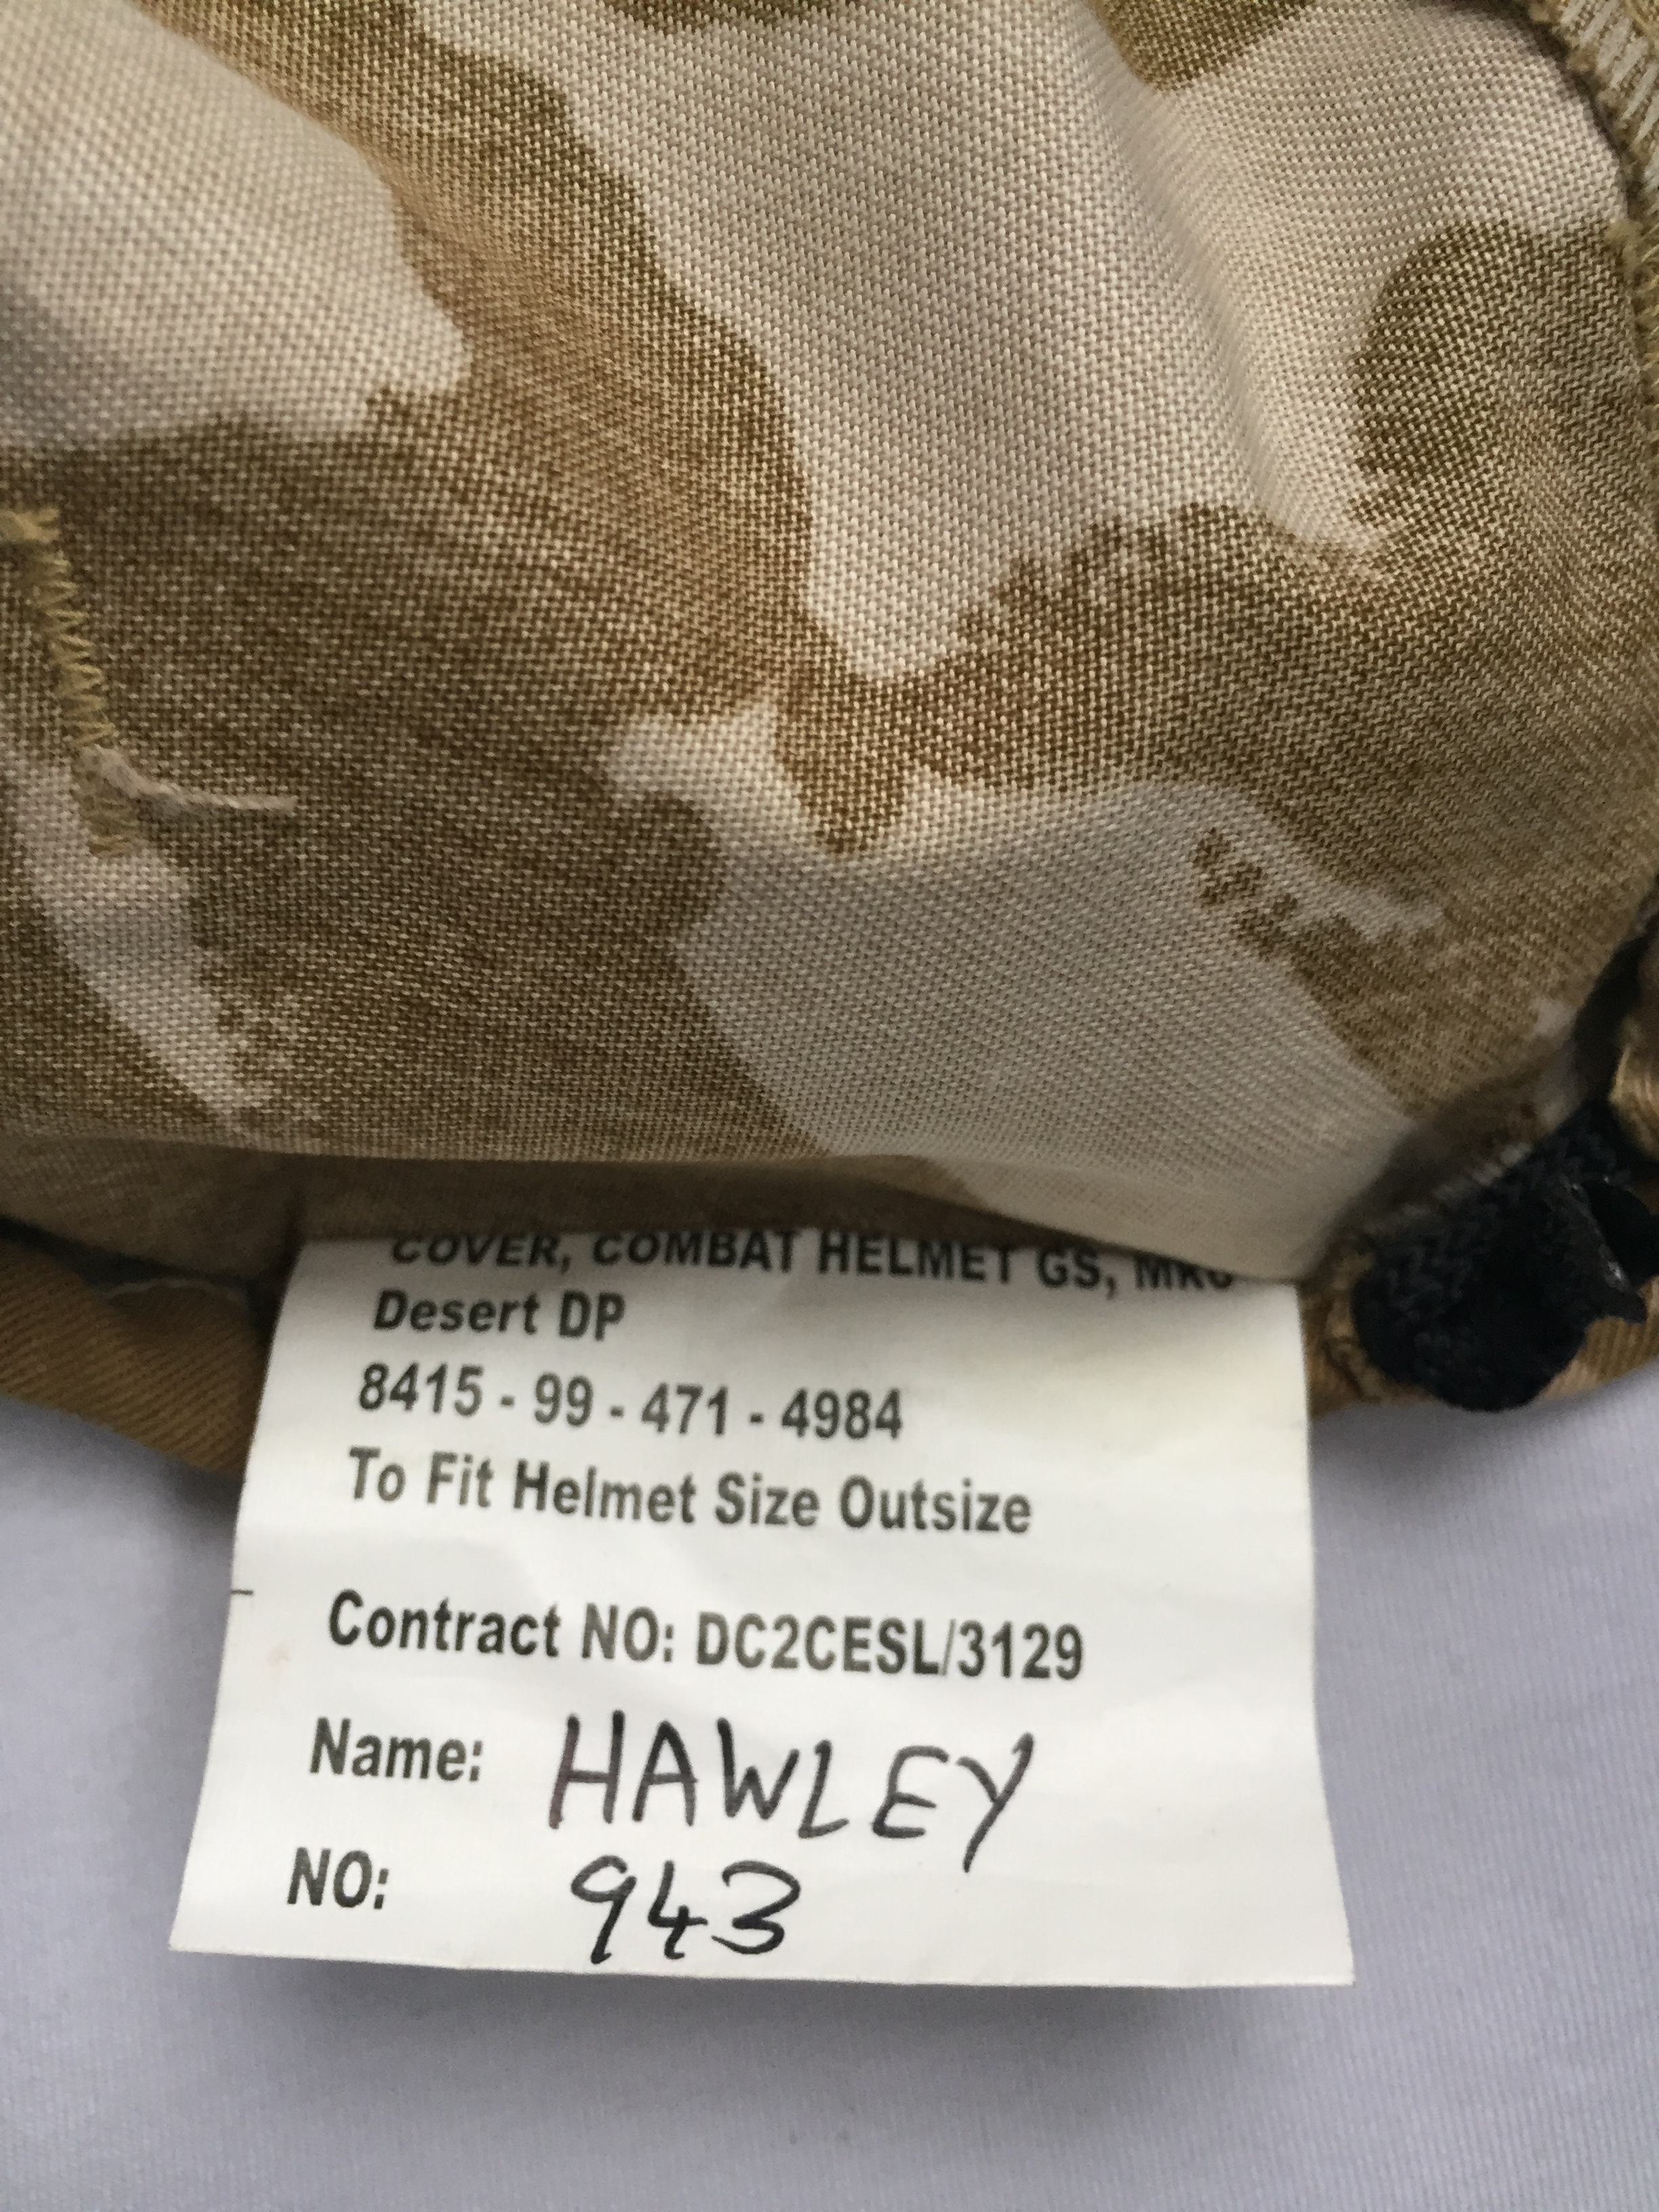 COVER, COMBAT HELMET GS, MK6
Desert DP
8415 - 99 - 471 - 4984
To Fit Helmet Size Outsize
Contract NO: DC2CESL/3129
Name: HAWLEY
NO: 943